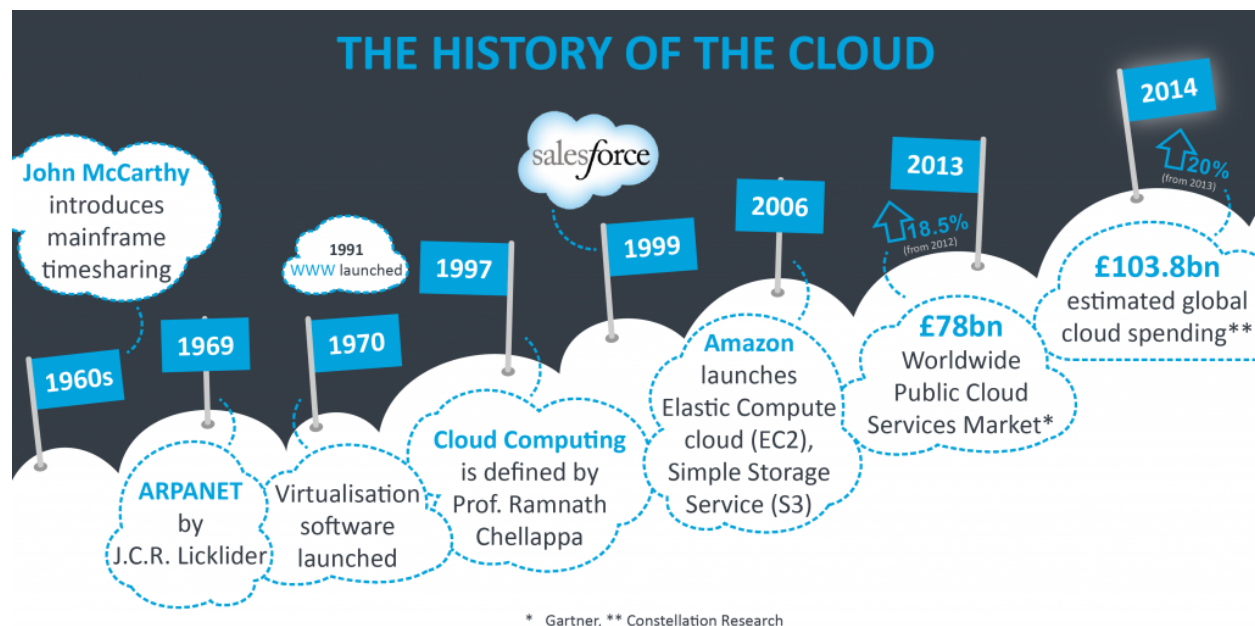 THE HISTORY OF THE CLOUD
1960s
John McCarthy
introduces
mainframe
timesharing
1969
ARPANET
by
J.C.R. Licklider
1970
Virtualisation
software
launched
1991
WWW launched
1997
Cloud Computing
is defined by
Prof. Ramnath
Chellappa
1999
salesforce
2006
Amazon
launches
Elastic Compute
cloud (EC2),
Simple Storage
Service (S3)
2013
18.5%
(from 2012)
£78bn
Worldwide
Public Cloud
Services Market*
2014
20%
(from 2013)
£103.8bn
estimated global
cloud spending**
* Gartner, ** Constellation Research